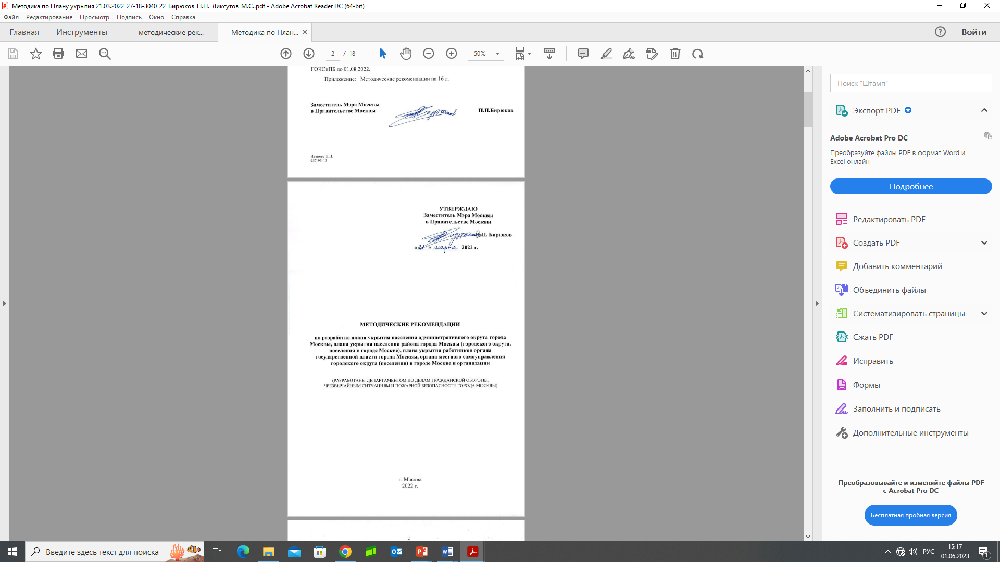 Методика по Плану укрытия 21.03.2022_27-18-3040_22_Бирюков_П.П._Ликсутов_М.С..pdf - Adobe Acrobat Reader DC (64-bit)
Файл Редактирование Просмотр Подпись Окно Справка
Главная Инструменты методические рек... Методика по План... ×
? Войти
2 / 18 50%
ГОЧСиПБ до 01.08.2022.
Приложение: Методические рекомендации на 16 л.
Заместитель Мэра Москвы
в Правительстве Москвы П.П.Бирюков
Иванова Л.П.
957-95-13
УТВЕРЖДАЮ
Заместитель Мэра Москвы
в Правительстве Москвы
П.П. Бирюков
«21» марта 2022 г.
МЕТОДИЧЕСКИЕ РЕКОМЕНДАЦИИ
по разработке плана укрытия населения административного округа города
Москвы, плана укрытия населения района города Москвы (городского округа,
поселения в городе Москве), плана укрытия работников органа
государственной власти города Москвы, органа местного самоуправления
городского округа (поселения) в городе Москве и организации
(РАЗРАБОТАНЫ ДЕПАРТАМЕНТОМ ПО ДЕЛАМ ГРАЖДАНСКОЙ ОБОРОНЫ,
ЧРЕЗВЫЧАЙНЫМ СИТУАЦИЯМ И ПОЖАРНОЙ БЕЗОПАСНОСТИ ГОРОДА МОСКВЫ)
г. Москва
2022 г.
2
Поиск "Штамп"
Экспорт PDF
Adobe Acrobat Pro DC
Преобразуйте файлы PDF в формат Word и
Excel онлайн
Подробнее
Редактировать PDF
Создать PDF
Добавить комментарий
Объединить файлы
Систематизировать страницы
Сжать PDF
Исправить
Формы
Заполнить и подписать
Дополнительные инструменты
Преобразовывайте и изменяйте файлы PDF
с Acrobat Pro DC
Бесплатная пробная версия
Введите здесь текст для поиска
РУС
15:17
01.06.2023
1